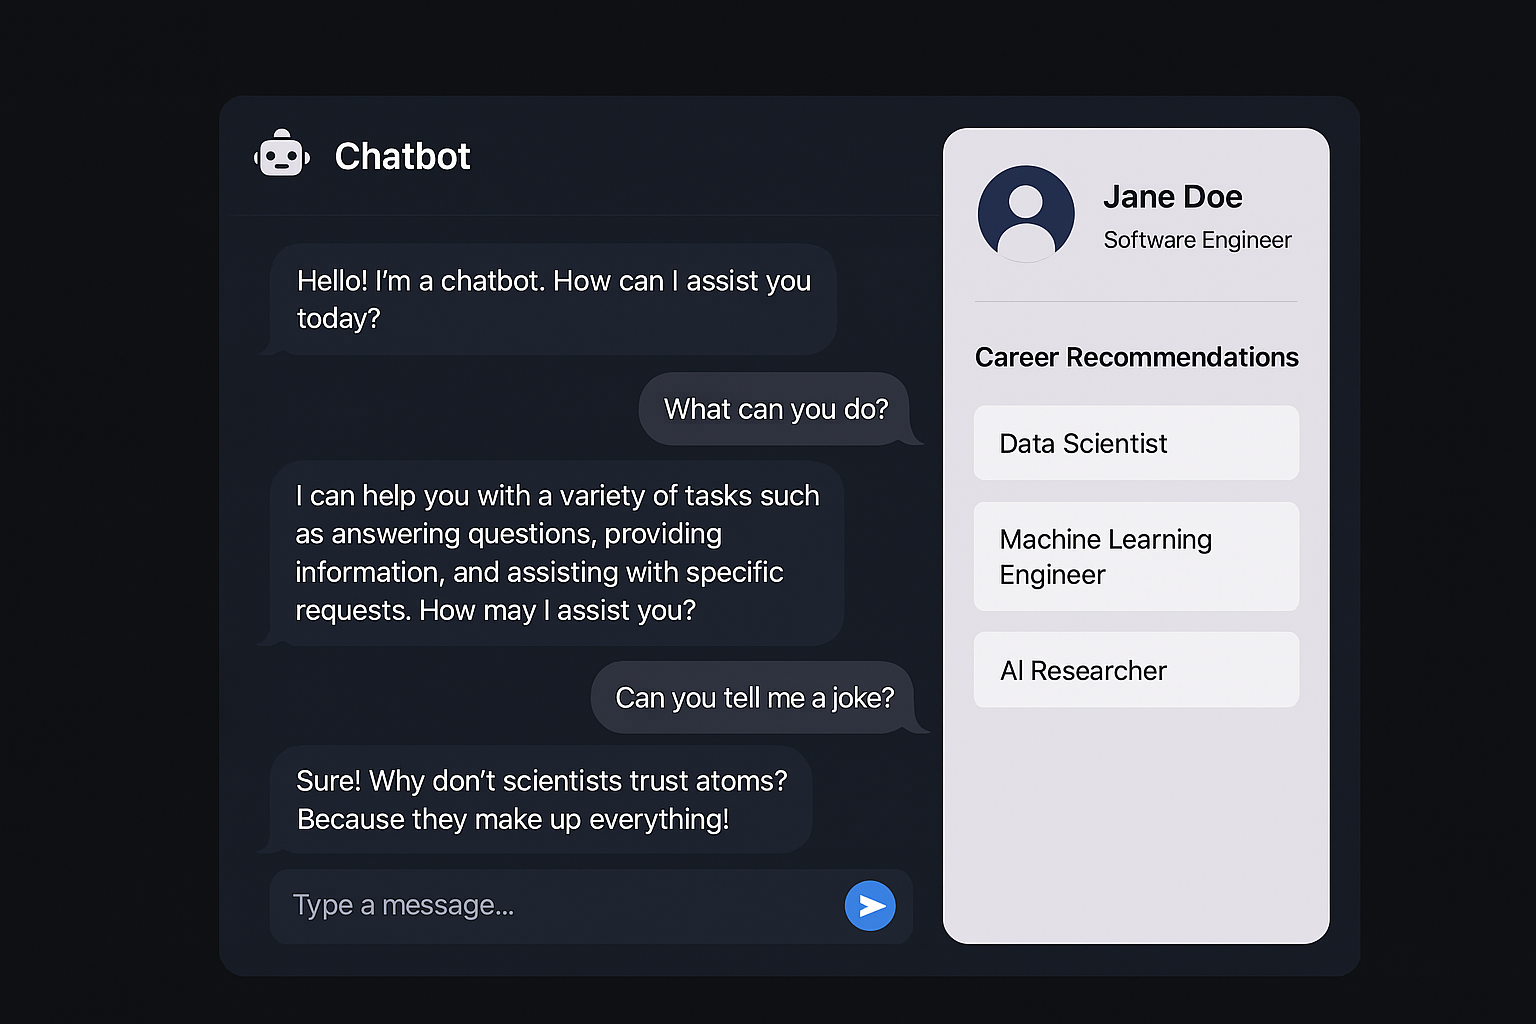 Chatbot
Hello! I’m a chatbot. How can I assist you
today?
What can you do?
I can help you with a variety of tasks such
as answering questions, providing
information, and assisting with specific
requests. How may I assist you?
Can you tell me a joke?
Sure! Why don’t scientists trust atoms?
Because they make up everything!
Type a message...
Jane Doe
Software Engineer
Career Recommendations
Data Scientist
Machine Learning
Engineer
AI Researcher